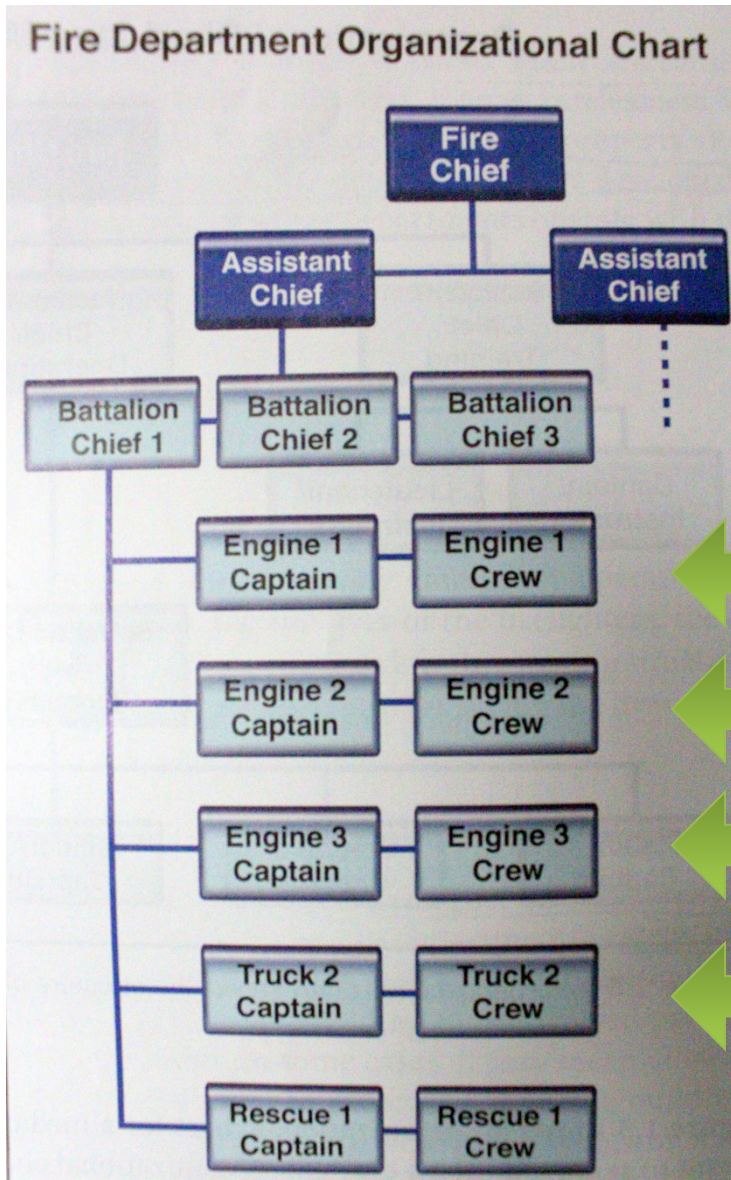 Fire Department Organizational Chart
Fire
Chief
Assistant
Chief
Assistant
Chief
Battalion
Chief 1
Battalion
Chief 2
Battalion
Chief 3
Engine 1
Captain
Engine 1
Crew
Engine 2
Captain
Engine 2
Crew
Engine 3
Captain
Engine 3
Crew
Truck 2
Captain
Truck 2
Crew
Rescue 1
Captain
Rescue 1
Crew